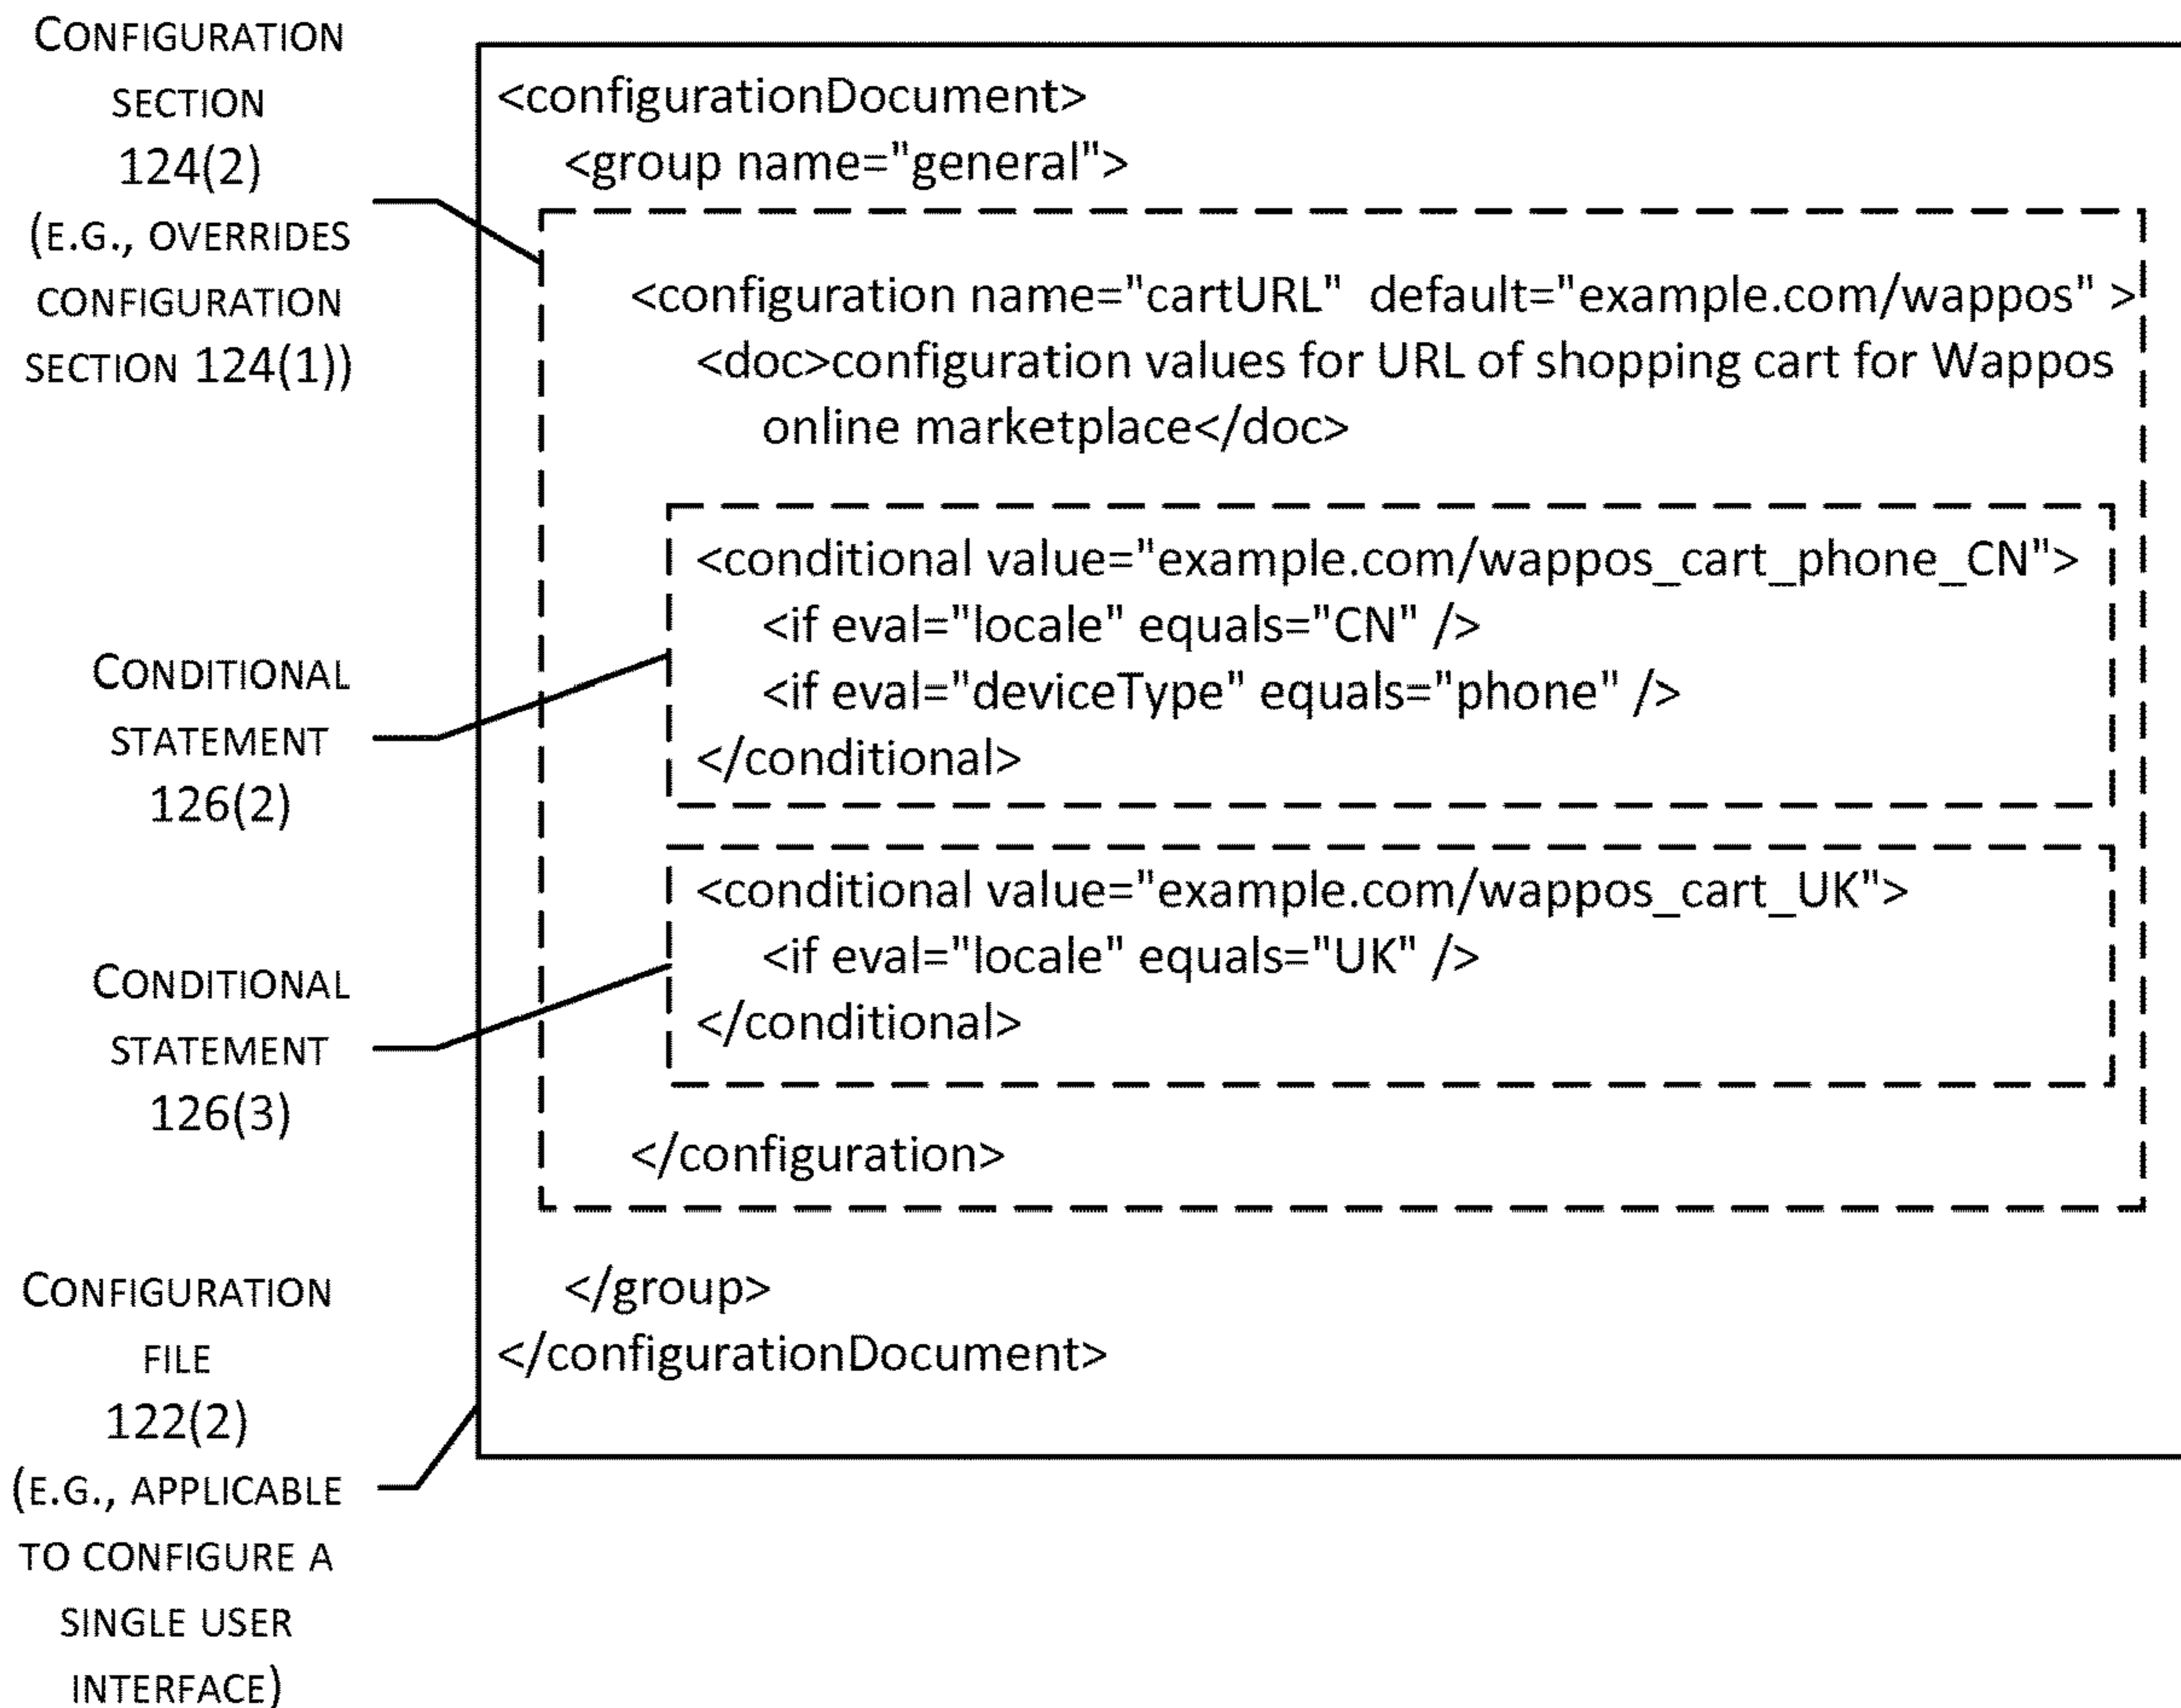 CONFIGURATION
SECTION
124(2)
(E.G., OVERRIDES
CONFIGURATION
SECTION 124(1))
<configurationDocument>
<group name="general">
<configuration name="cartURL" default="example.com/wappos" >
<doc>configuration values for URL of shopping cart for Wappos
online marketplace</doc>
<conditional value="example.com/wappos_cart_phone_CN">
<if eval="locale" equals="CN" />
<if eval="deviceType" equals="phone" />
</conditional>
CONDITIONAL
STATEMENT
126(2)
<conditional value="example.com/wappos_cart_UK">
<if eval="locale" equals="UK" />
</conditional>
CONDITIONAL
STATEMENT
126(3)
</configuration>
</group>
</configurationDocument>
CONFIGURATION
FILE
122(2)
(E.G., APPLICABLE
TO CONFIGURE A
SINGLE USER
INTERFACE)